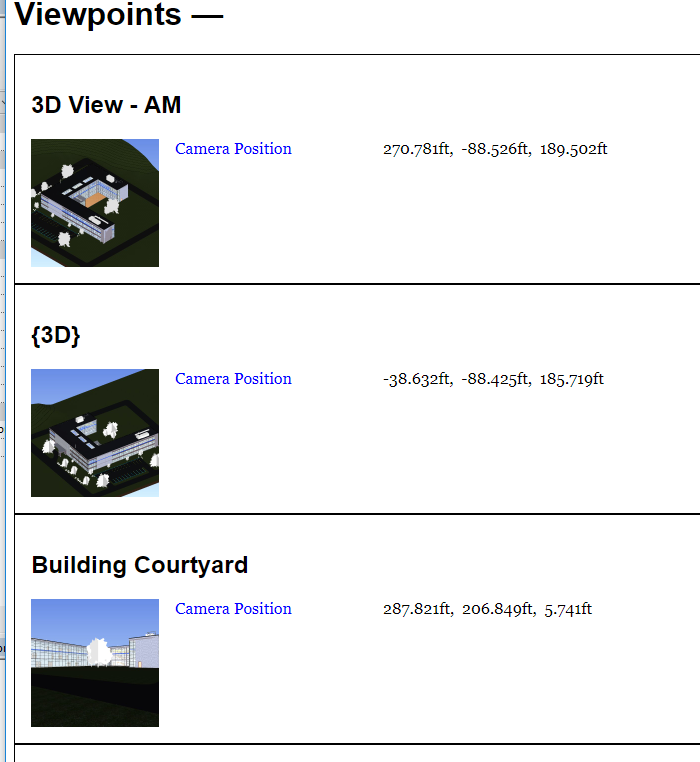 Viewpoints —
3D View - AM
Camera Position 270.781ft, -88.526ft, 189.502ft
{3D}
Camera Position -38.632ft, -88.425ft, 185.719ft
Building Courtyard
Camera Position 287.821ft, 206.849ft, 5.741ft